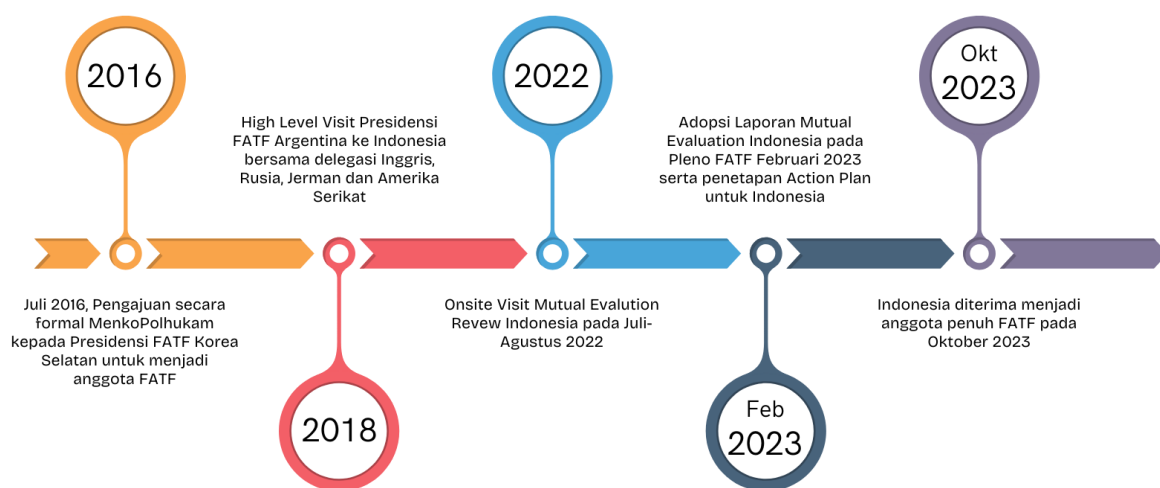 2016
Juli 2016, Pengajuan secara
formal MenkoPolhukam
kepada Presidensi FATF Korea
Selatan untuk menjadi
anggota FATF
High Level Visit Presidensi
FATF Argentina ke Indonesia
bersama delegasi Inggris,
Rusia, Jerman dan Amerika
Serikat
2018
2022
Onsite Visit Mutual Evalution
Revew Indonesia pada Juli-
Agustus 2022
Adopsi Laporan Mutual
Evaluation Indonesia pada
Pleno FATF Februari 2023
serta penetapan Action Plan
untuk Indonesia
Feb
2023
Okt
2023
Indonesia diterima menjadi
anggota penuh FATF pada
Oktober 2023